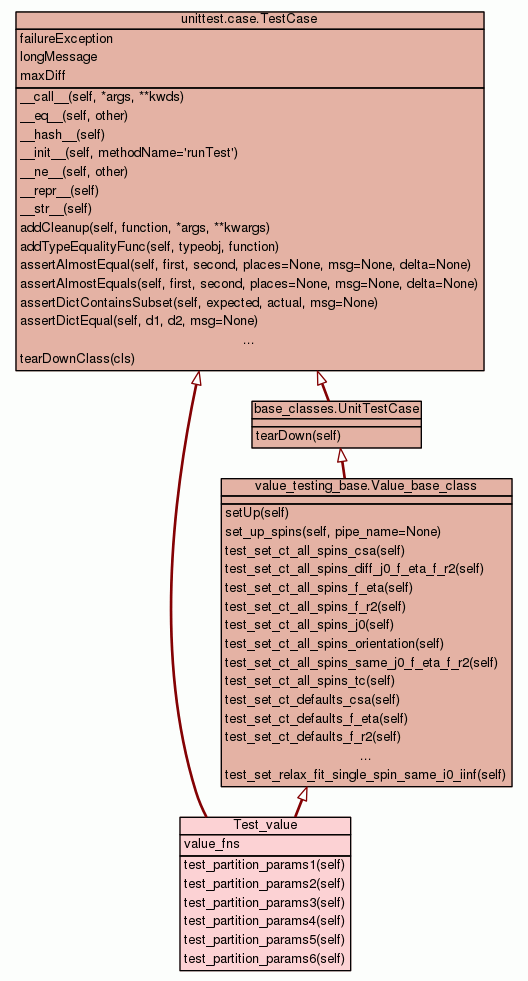 unittest.case.TestCase
failureException
longMessage
maxDiff
__call__(self, *args, **kwds)
__eq__(self, other)
__hash__(self)
__init__(self, methodName='runTest')
__ne__(self, other)
__repr__(self)
__str__(self)
addCleanup(self, function, *args, **kwargs)
addTypeEqualityFunc(self, typeobj, function)
assertAlmostEqual(self, first, second, places=None, msg=None, delta=None)
assertAlmostEquals(self, first, second, places=None, msg=None, delta=None)
assertDictContainsSubset(self, expected, actual, msg=None)
assertDictEqual(self, d1, d2, msg=None)
...
tearDownClass(cls)
base_classes.UnitTestCase
tearDown(self)
value_testing_base.Value_base_class
setUp(self)
set_up_spins(self, pipe_name=None)
test_set_ct_all_spins_csa(self)
test_set_ct_all_spins_diff_j0_f_eta_f_r2(self)
test_set_ct_all_spins_f_eta(self)
test_set_ct_all_spins_f_r2(self)
test_set_ct_all_spins_j0(self)
test_set_ct_all_spins_orientation(self)
test_set_ct_all_spins_same_j0_f_eta_f_r2(self)
test_set_ct_all_spins_tc(self)
test_set_ct_defaults_csa(self)
test_set_ct_defaults_f_eta(self)
test_set_ct_defaults_f_r2(self)
...
test_set_relax_fit_single_spin_same_i0_iinf(self)
Test_value
value_fns
test_partition_params1(self)
test_partition_params2(self)
test_partition_params3(self)
test_partition_params4(self)
test_partition_params5(self)
test_partition_params6(self)